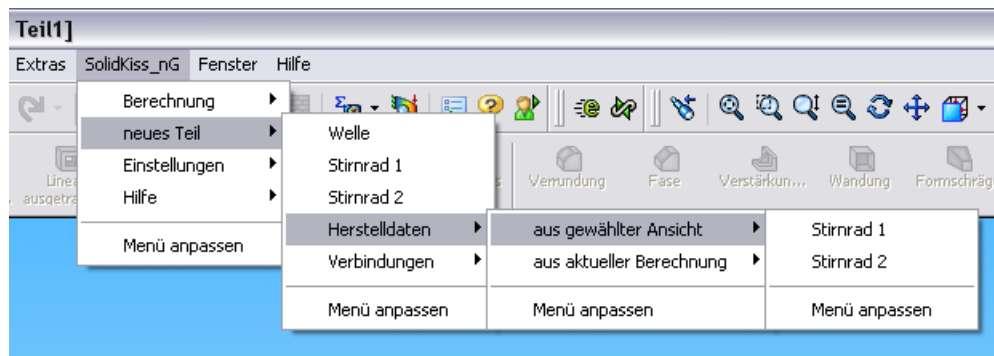 Teil1]
Extras SolidKiss_nG Fenster Hilfe
Berechnung
neues Teil
Einstellungen
Hilfe
Menü anpassen
Welle
Stirnrad 1
Stirnrad 2
Herstelldaten
Verbindungen
Menü anpassen
aus gewählter Ansicht
aus aktueller Berechnung
Menü anpassen
Stirnrad 1
Stirnrad 2
Menü anpassen
Verrundung Fase Verstärkun... Wandung Formschräg